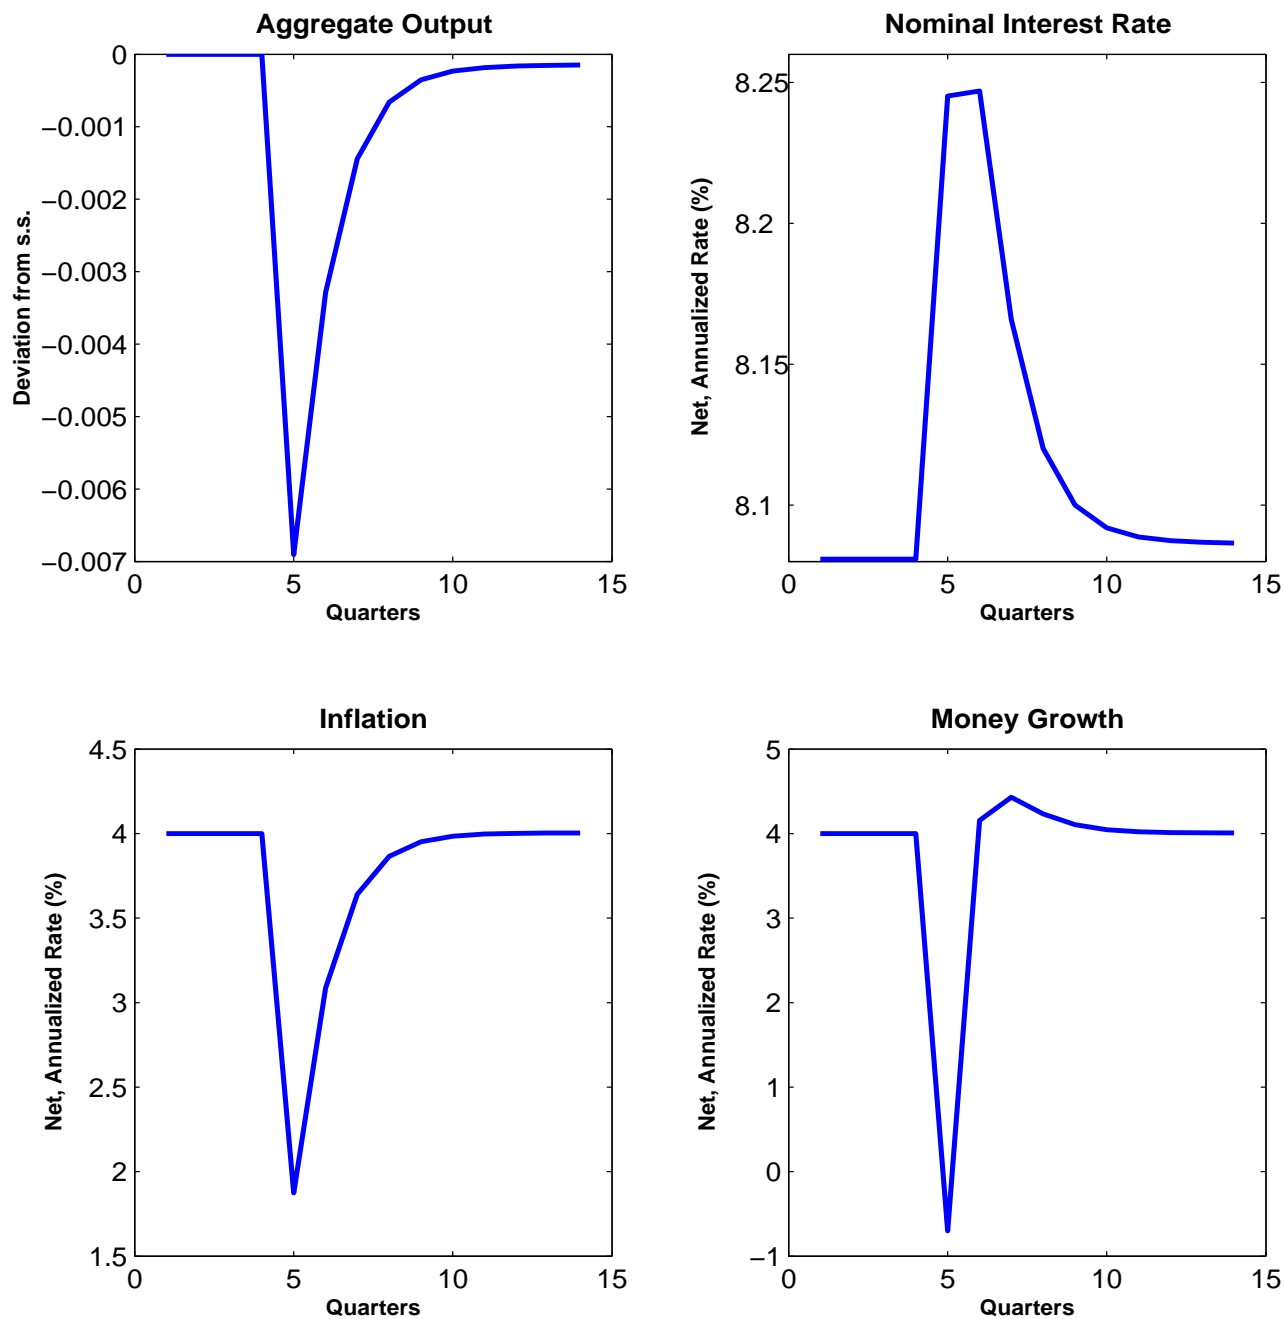 Aggregate Output
0
−0.001
−0.002
−0.003
−0.004
−0.005
−0.006
−0.007
Deviation from s.s.
0 5 10 15
Quarters
Nominal Interest Rate
8.25
8.2
8.15
8.1
Net, Annualized Rate (%)
0 5 10 15
Quarters
Inflation
4.5
4
3.5
3
2.5
2
1.5
Net, Annualized Rate (%)
0 5 10 15
Quarters
Money Growth
5
4
3
2
1
0
−1
Net, Annualized Rate (%)
0 5 10 15
Quarters